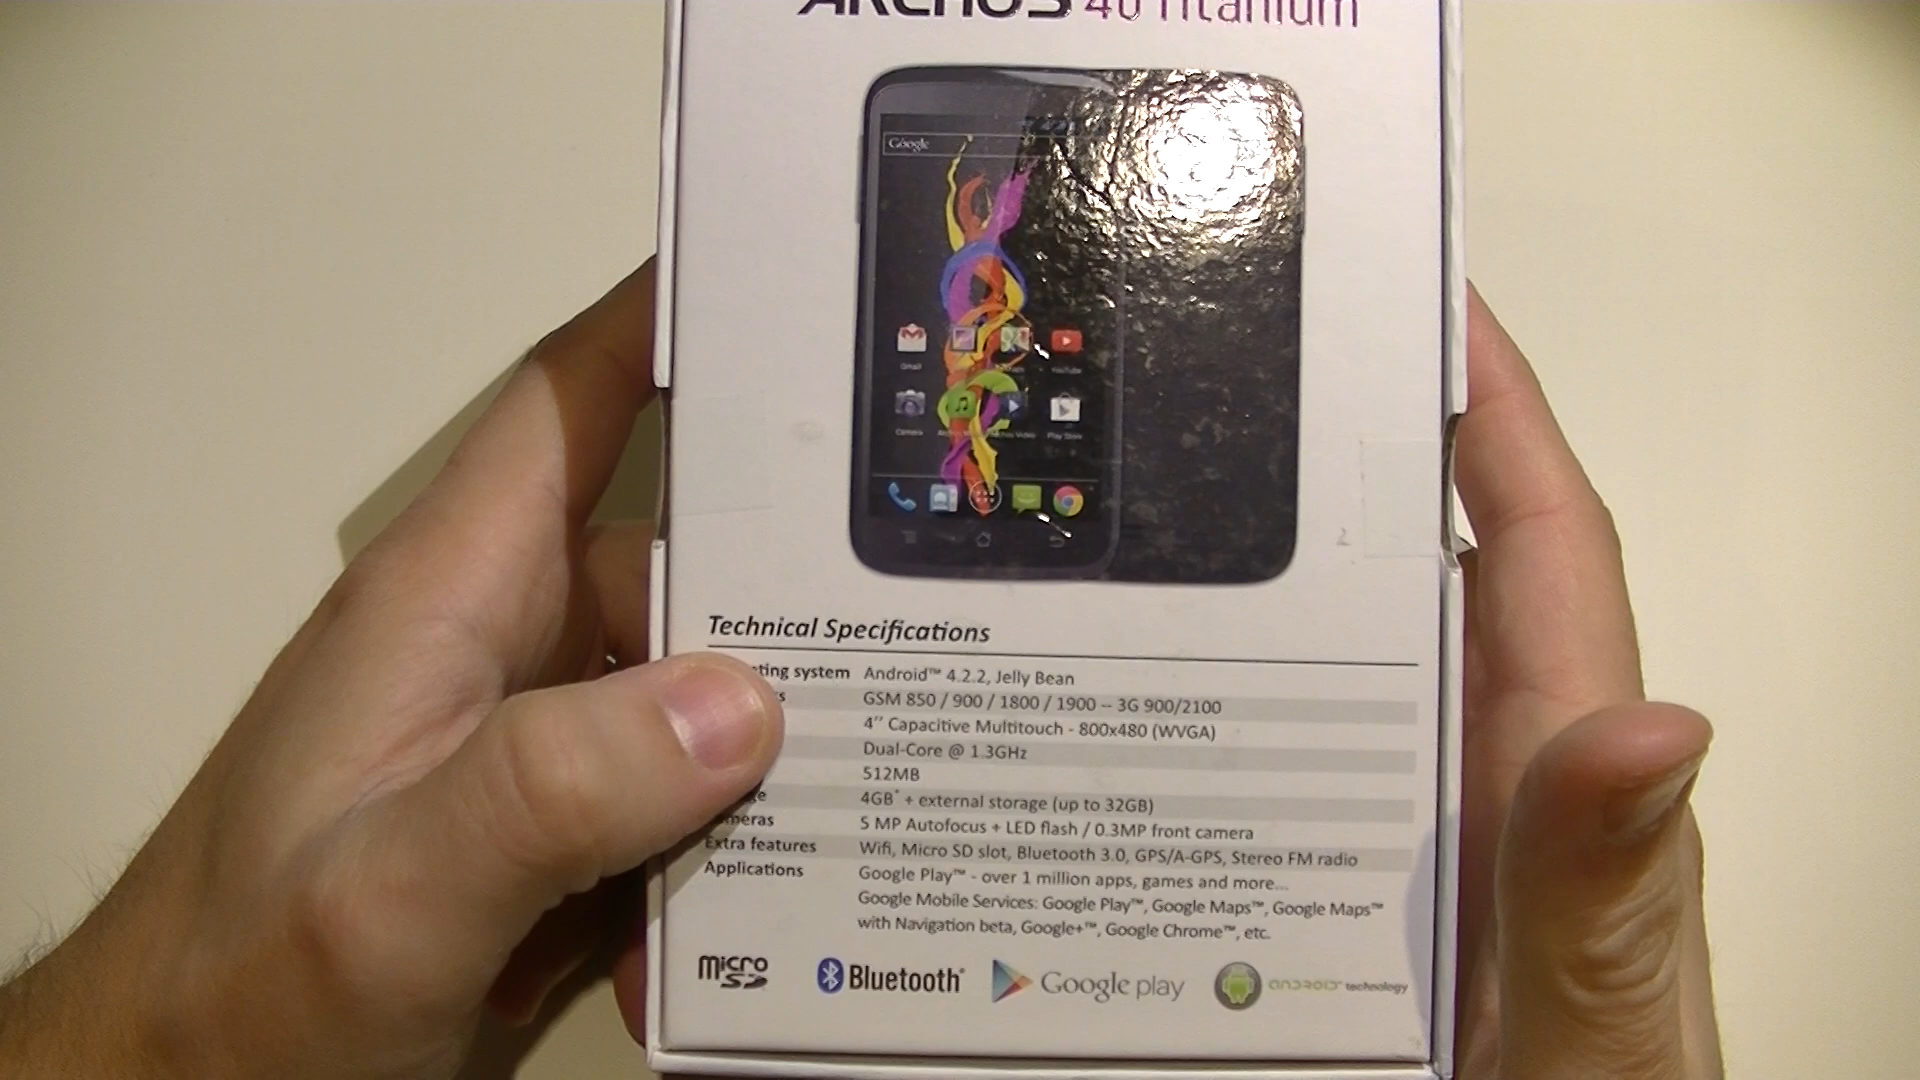 ARCHOS 40 Titanium
Google
Gmail
YouTube
Camera
Play Store
Technical Specifications
ting system Android™ 4.2.2, Jelly Bean
GSM 850 / 900 / 1800 / 1900 -- 3G 900/2100
4’’ Capacitive Multitouch - 800x480 (WVGA)
Dual-Core @ 1.3GHz
512MB
4GB* + external storage (up to 32GB)
meras 5 MP Autofocus + LED flash / 0.3MP front camera
Extra features Wifi, Micro SD slot, Bluetooth 3.0, GPS/A-GPS, Stereo FM radio
Applications Google Play™ - over 1 million apps, games and more...
Google Mobile Services: Google Play™, Google Maps™, Google Maps™
with Navigation beta, Google+™, Google Chrome™, etc.
micro SD Bluetooth® Google play ANDROID technology